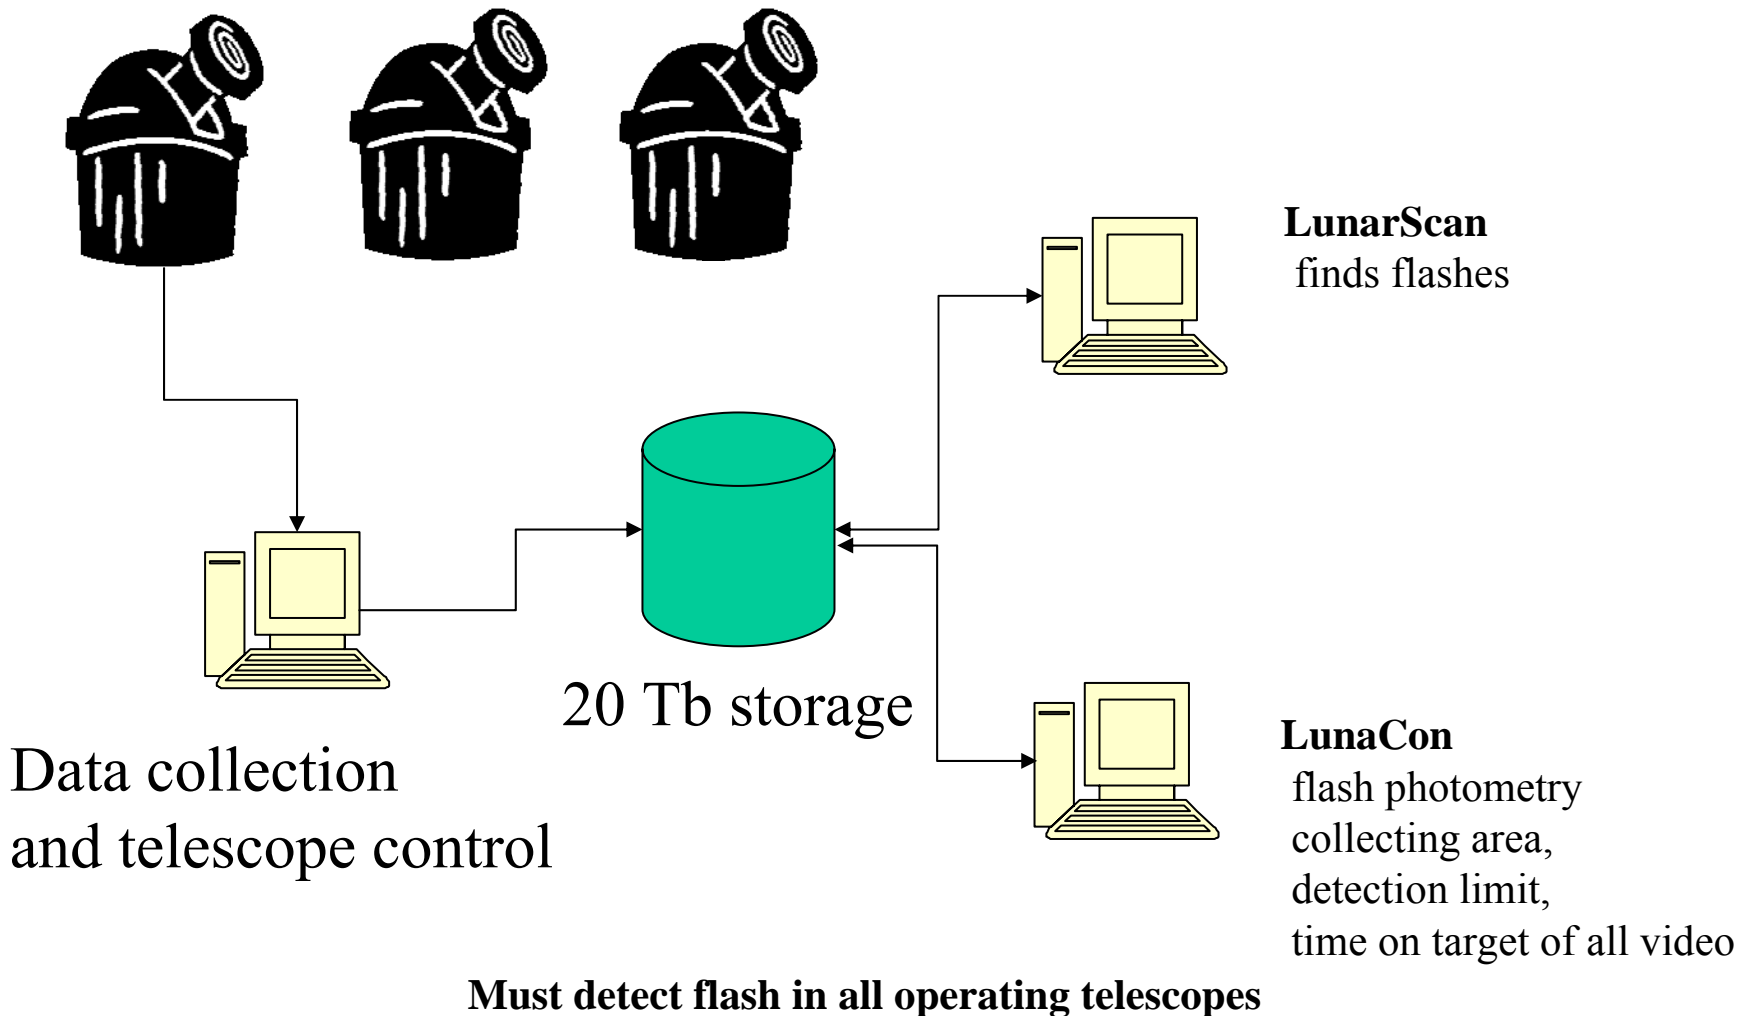 LunarScan
finds flashes
20 Tb storage
Data collection
and telescope control
LunaCon
flash photometry
collecting area,
detection limit,
time on target of all video
Must detect flash in all operating telescopes